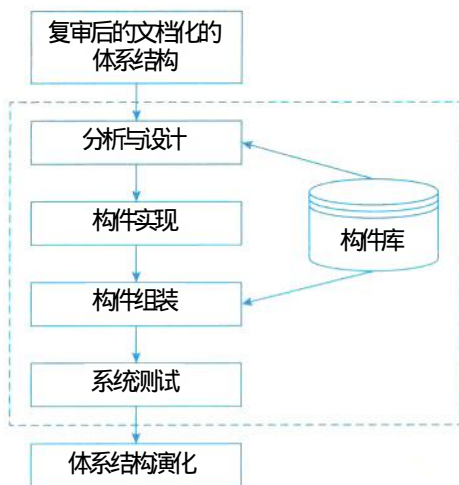 复审后的文档化的
体系结构
分析与设计
构件实现
构件库
构件组装
系统测试
体系结构演化